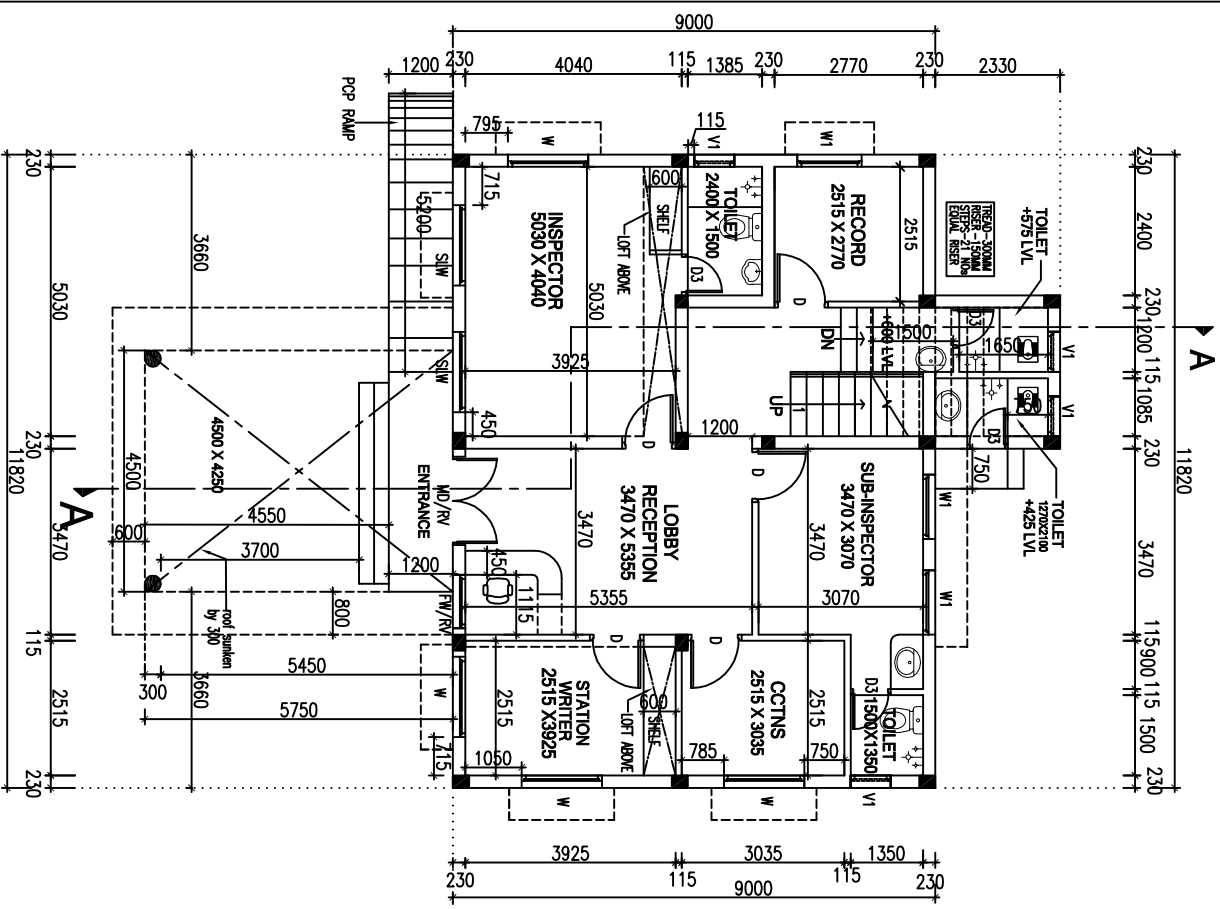 9000
230
4040
115
1385
230
2770
230
2330
1200
PCP RAMP
795
W
115
V1
W1
230
715
5200
SLW
600
SHELF
LOFT ABOVE
TOILET
2400 X 1500
D3
RECORD
2515 X 2770
2515
TREAD-300MM
RISER -150MM
STEPS-21 NOs
EQUAL RISER
TOILET
+575 LVL
230
2400
230
1200
115
1085
230
11820
3470
115
900
115
1500
230
A
INSPECTOR
5030 X 4040
5030
3925
D
DN
+600 LVL
1500
D3
1650
V1
SLW
450
UP
1
1200
D3
V1
750
TOILET
1270X2100
+425 LVL
3660
5030
230
230
11820
3470
115
2515
230
4500 X 4250
4500
4550
600
3700
1200
A
MD/RV
ENTRANCE
450
1115
FW/RV
800
roof sunken
by 300
D
LOBBY
RECEPTION
3470 X 5355
3470
5355
D
SUB-INSPECTOR
3470 X 3070
3470
3070
W1
W1
5450
3660
300
5750
W
715
2515
1050
STATION
WRITER
2515 X3925
D
600
SHELF
LOFT ABOVE
D
CCTNS
2515 X 3035
2515
785
750
D3
TOILET
1500X1350
W
W
V1
230
3925
115
3035
115
1350
230
9000